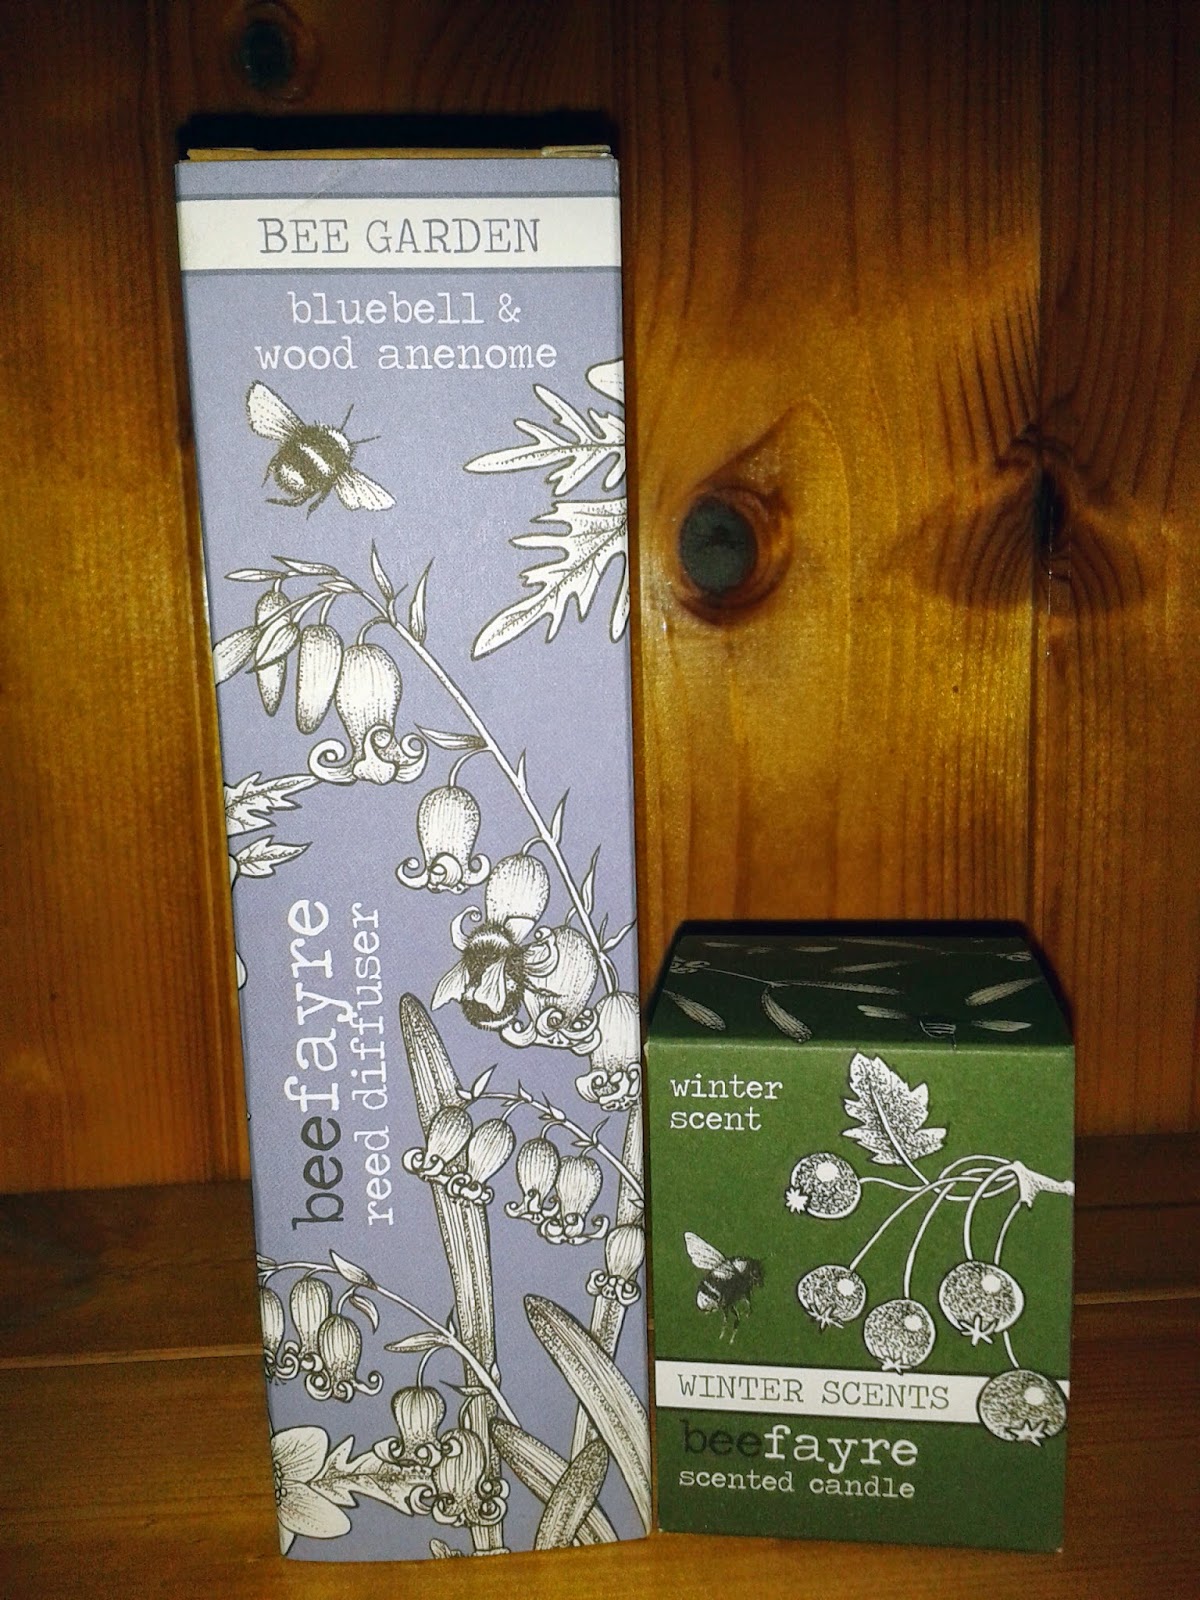 BEE GARDEN
bluebell &
wood anenome
beefayre
reed diffuser
winter
scent
WINTER SCENTS
beefayre
scented candle